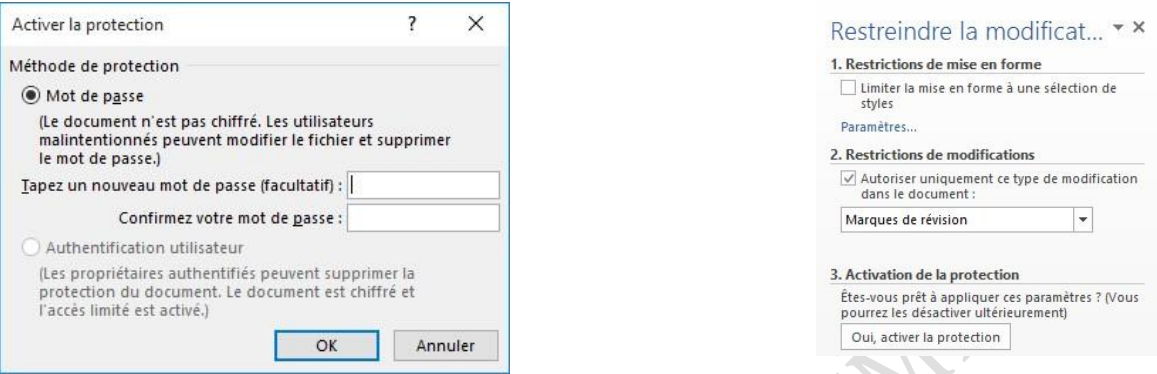 Activer la protection
Méthode de protection
Mot de passe
(Le document n'est pas chiffré. Les utilisateurs
malintentionnés peuvent modifier le fichier et supprimer
le mot de passe.)
Tapez un nouveau mot de passe (facultatif) :
Confirmez votre mot de passe :
Authentification utilisateur
(Les propriétaires authentifiés peuvent supprimer la
protection du document. Le document est chiffré et
l'accès limité est activé.)
OK Annuler
Restreindre la modificat...
1. Restrictions de mise en forme
Limiter la mise en forme à une sélection de
styles
Paramètres...
2. Restrictions de modifications
Autoriser uniquement ce type de modification
dans le document :
Marques de révision
3. Activation de la protection
Êtes-vous prêt à appliquer ces paramètres ? (Vous
pourrez les désactiver ultérieurement)
Oui, activer la protection